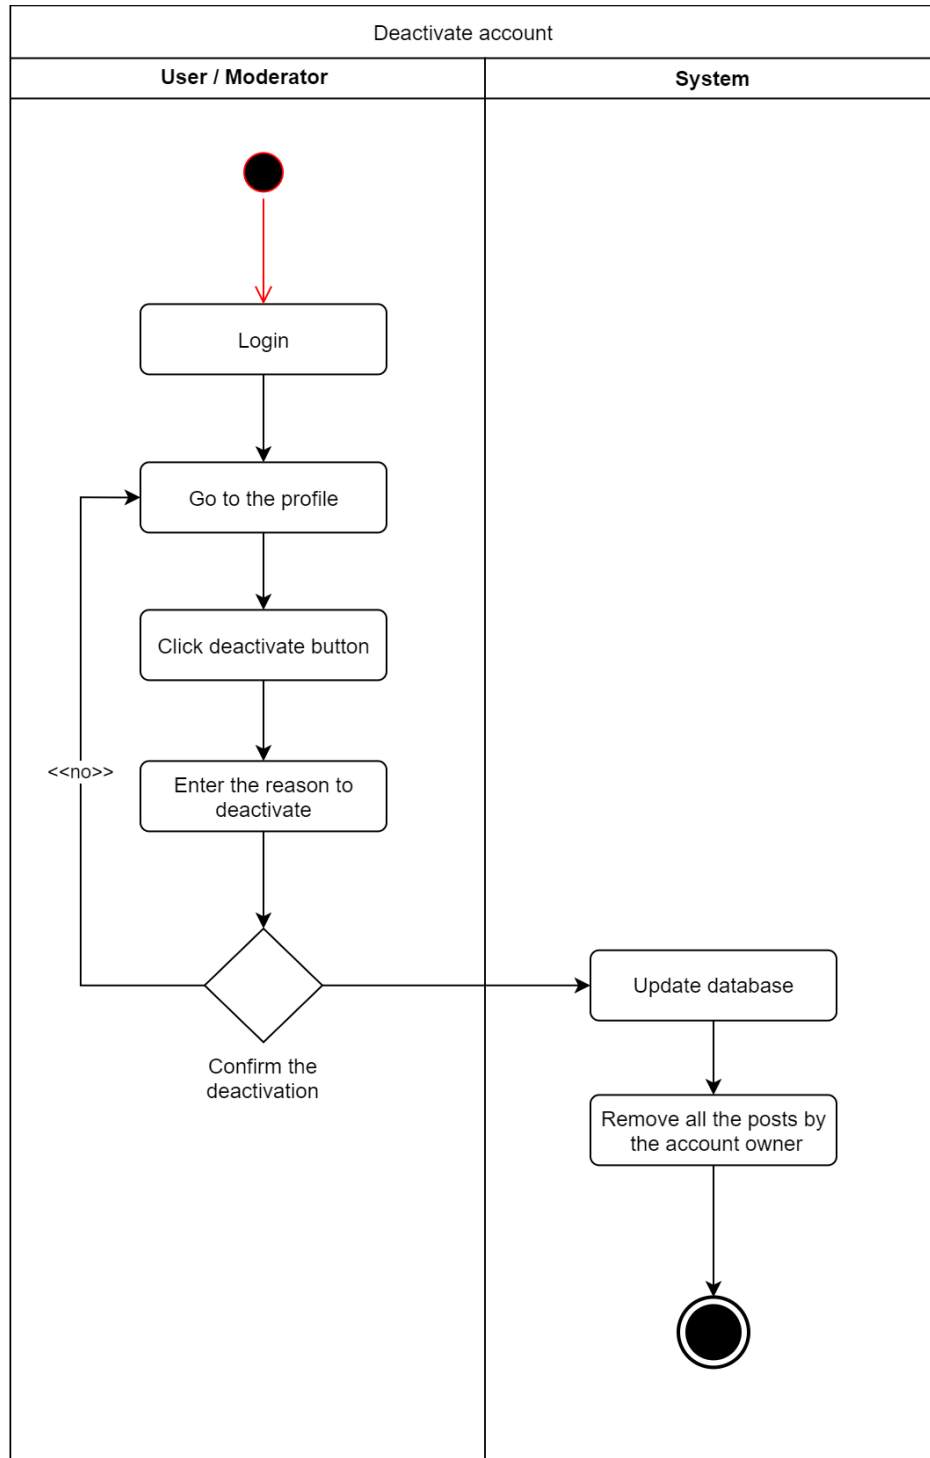 Deactivate account
User / Moderator
System
Login
Go to the profile
Click deactivate button
<<no>>
Enter the reason to
deactivate
Update database
Confirm the
deactivation
Remove all the posts by
the account owner